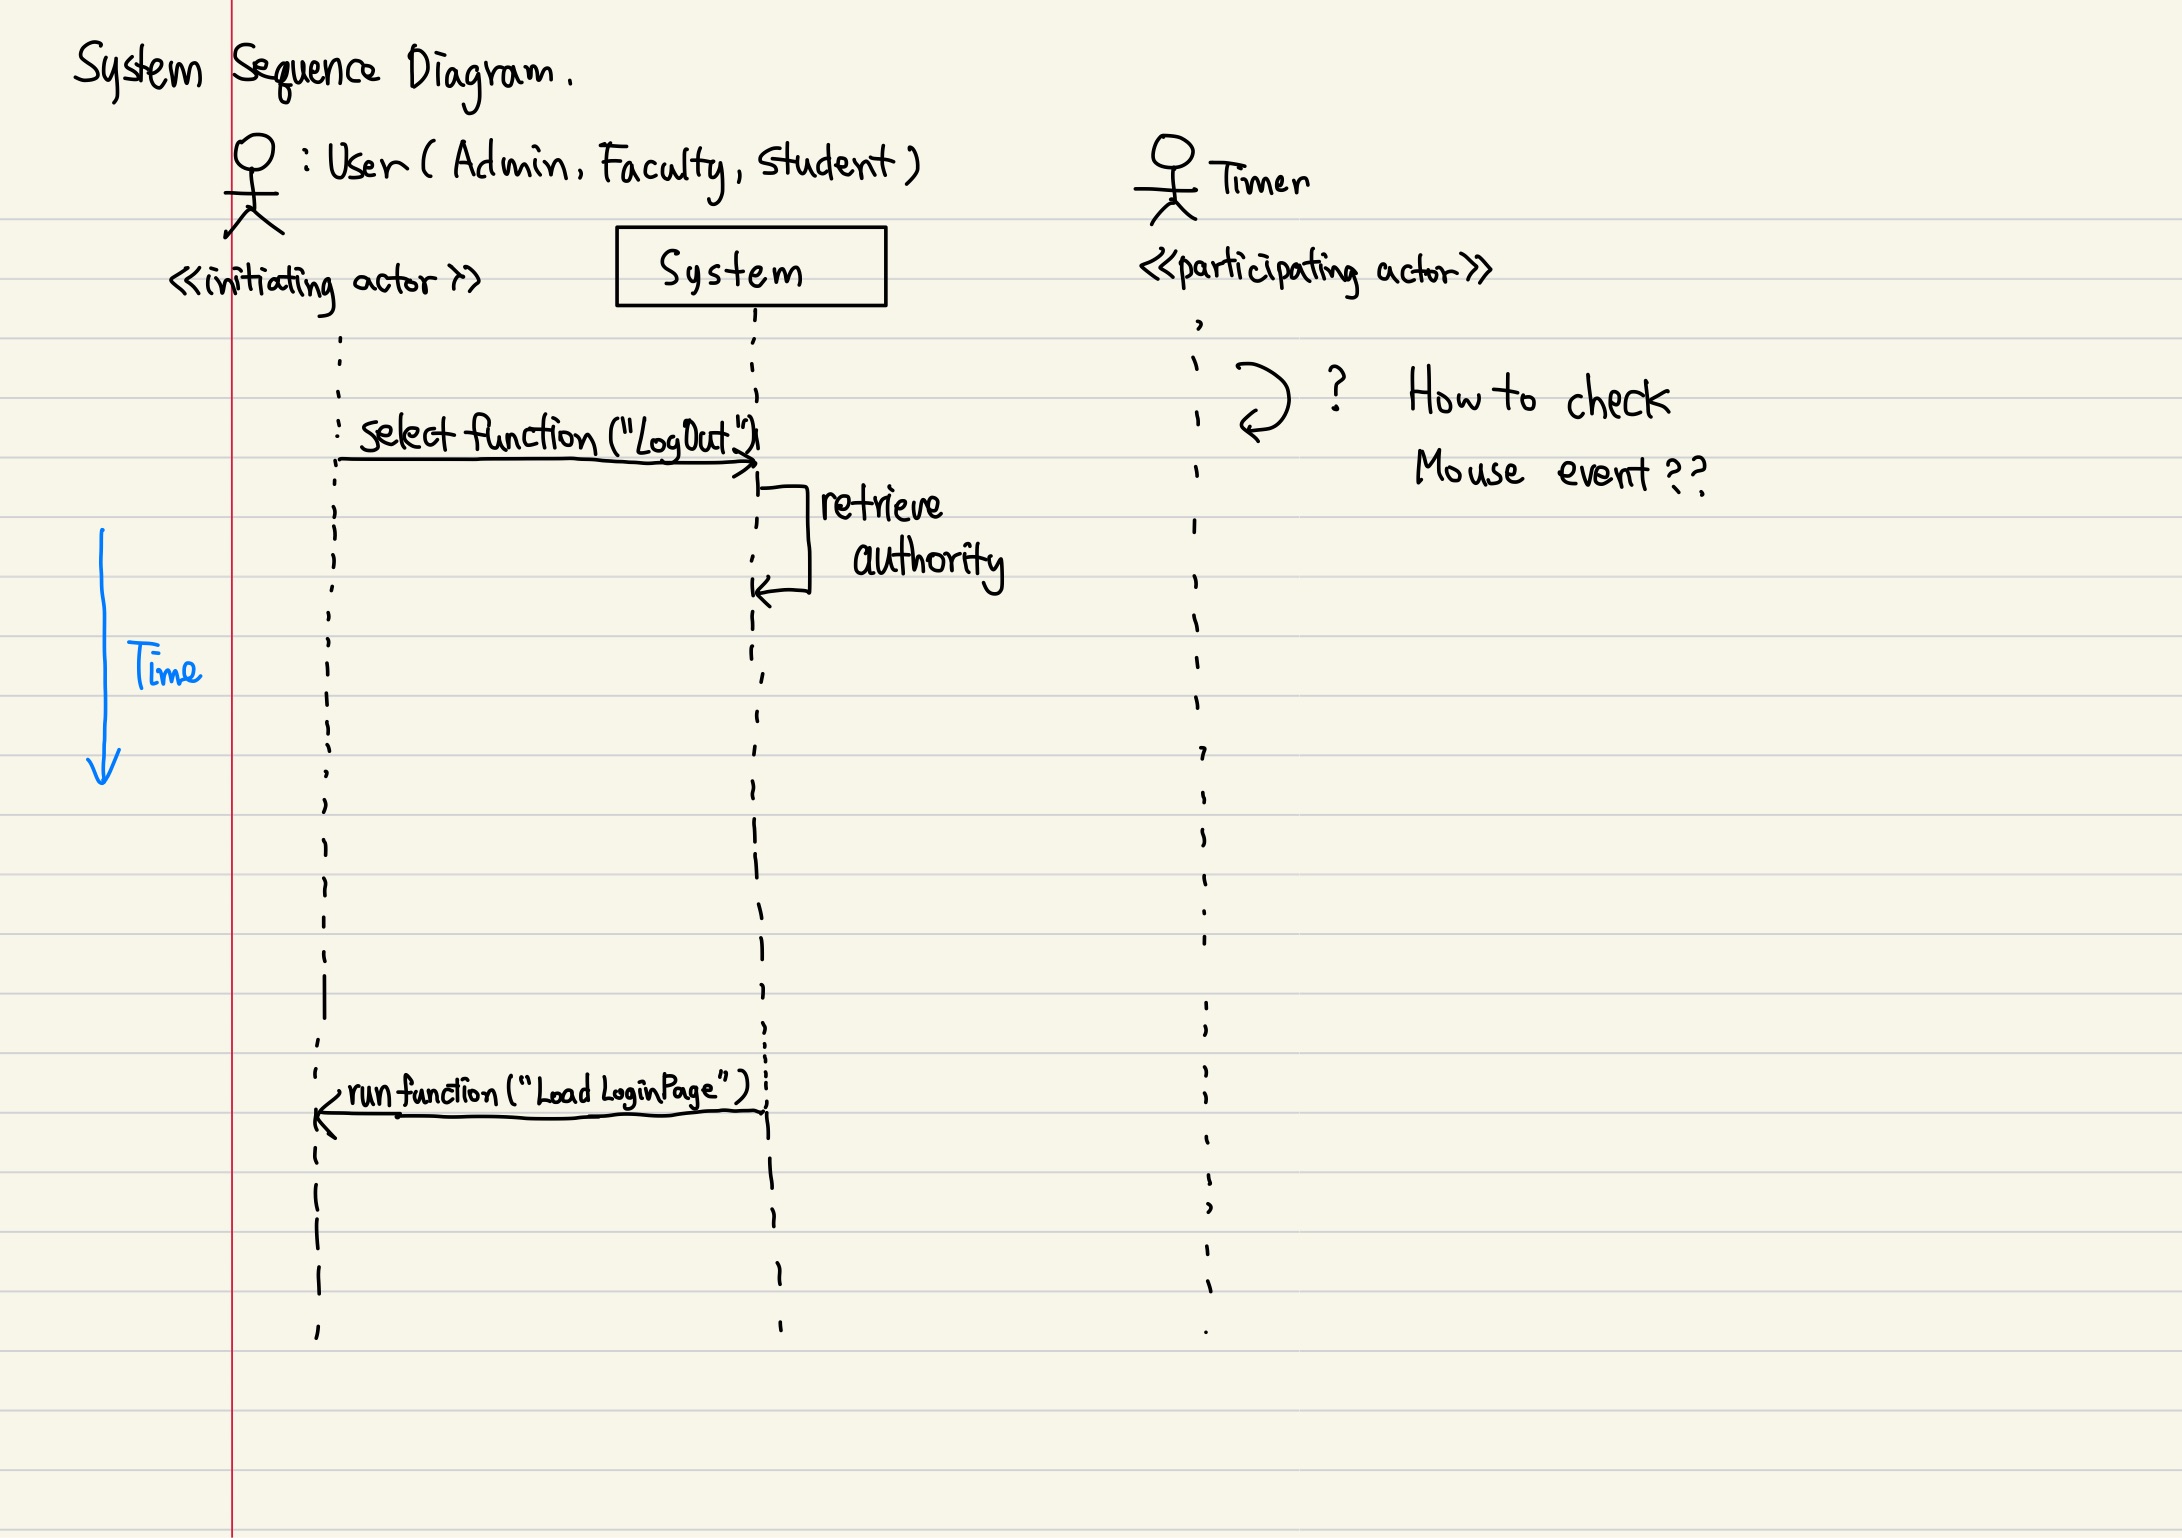 System Sequence Diagram.
: User ( Admin, Faculty, student )
Timer
<<initiating actor>>
System
<<participating actor>>
? How to check
Mouse event??
select function ("LogOut")
retrieve
authority
Time
run function ("Load LoginPage")